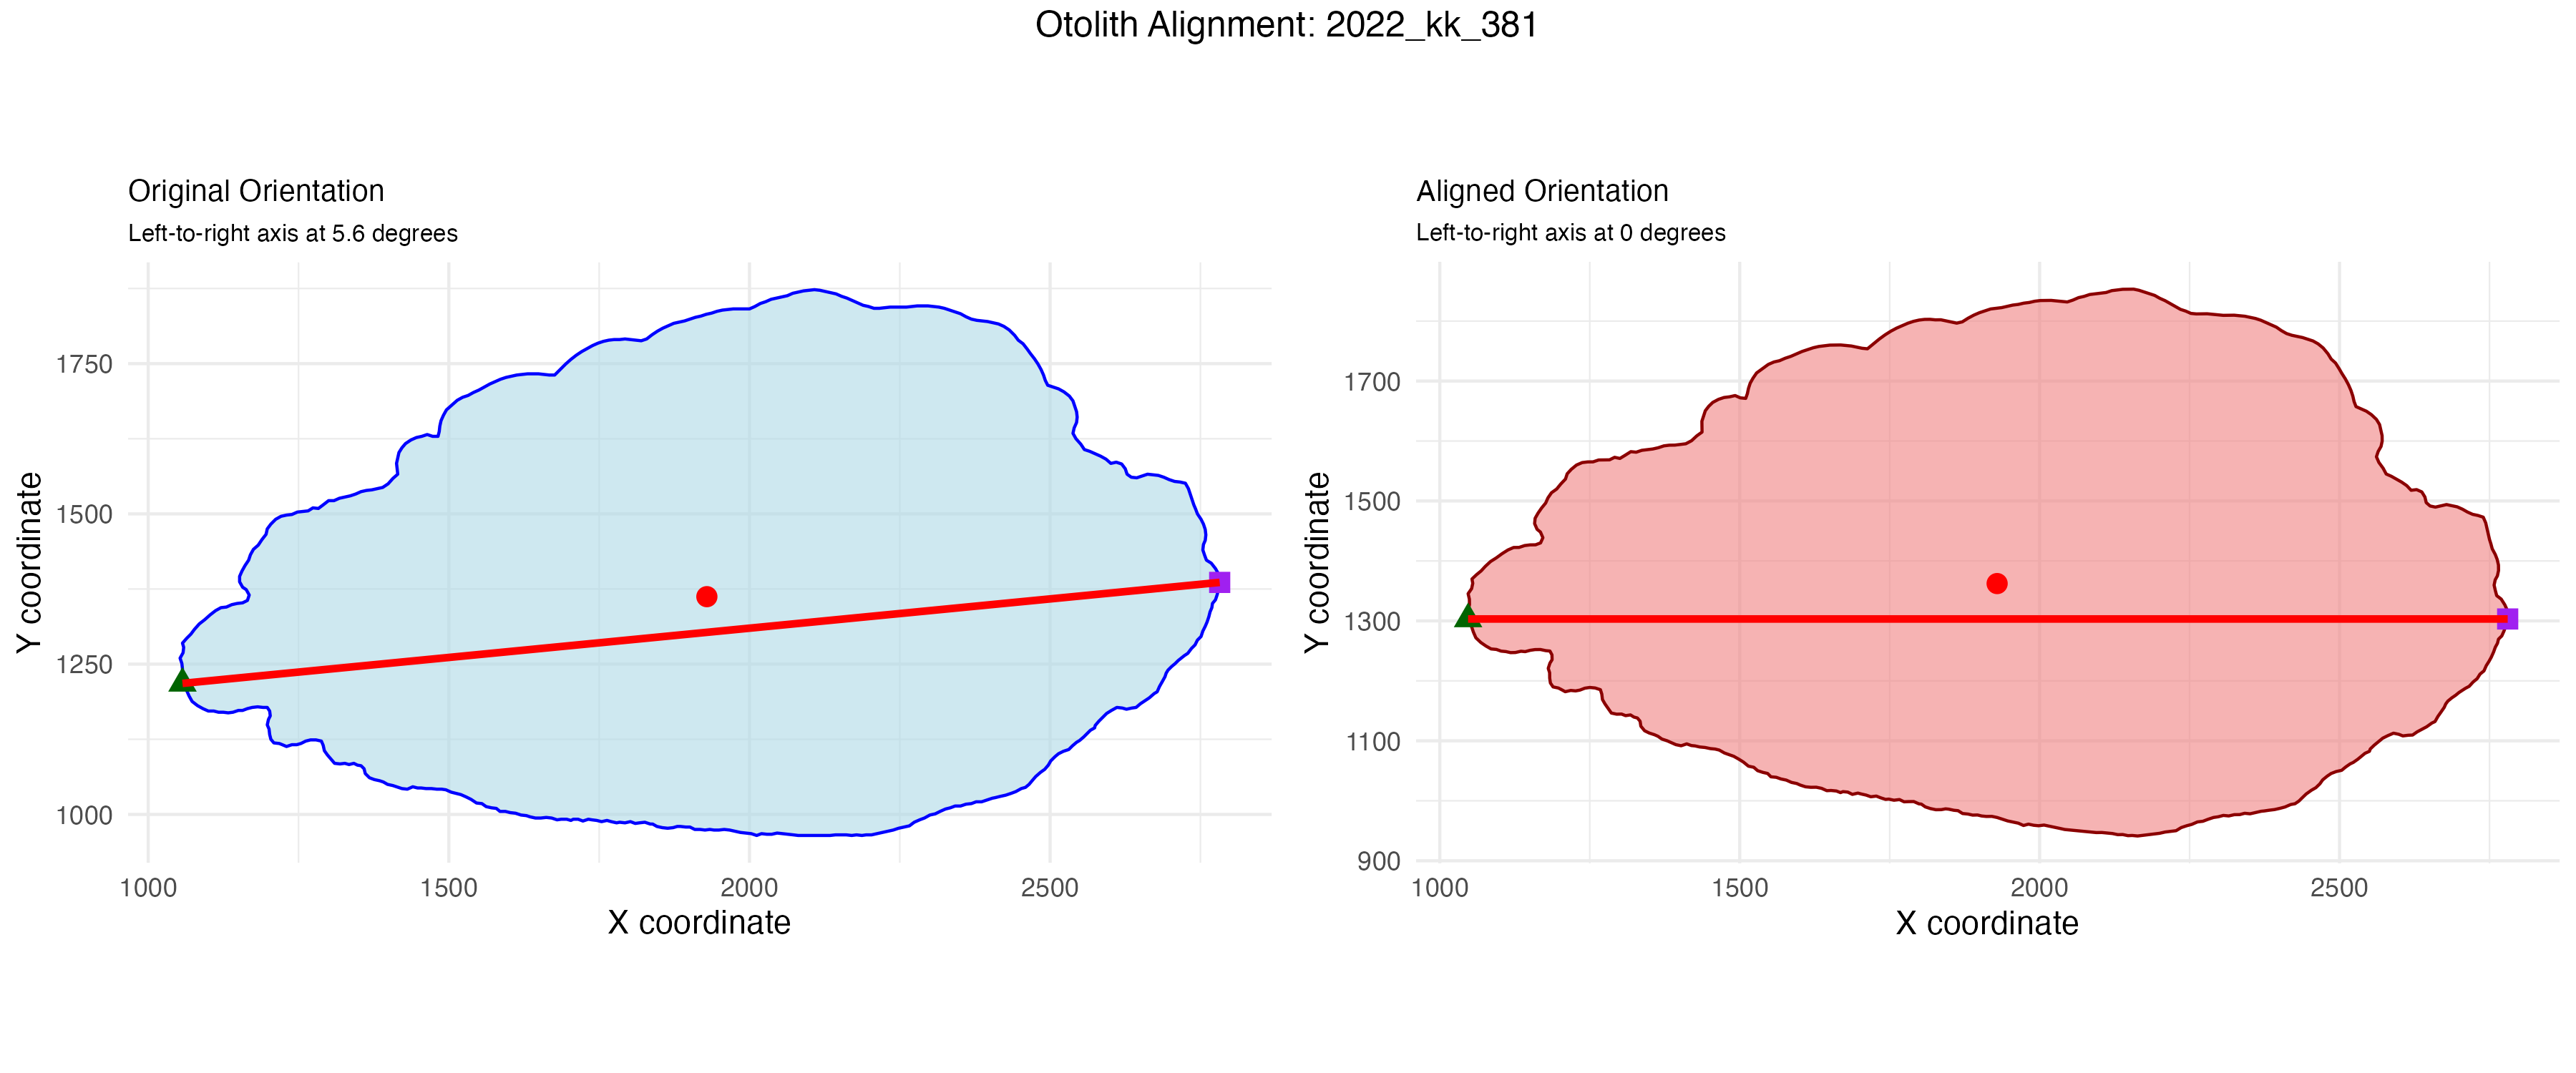 Otolith Alignment: 2022_kk_381
Original Orientation
Left-to-right axis at 5.6 degrees
Y coordinate
1750
1500
1250
1000
1000 1500 2000 2500
X coordinate
Aligned Orientation
Left-to-right axis at 0 degrees
Y coordinate
1700
1500
1300
1100
900
1000 1500 2000 2500
X coordinate